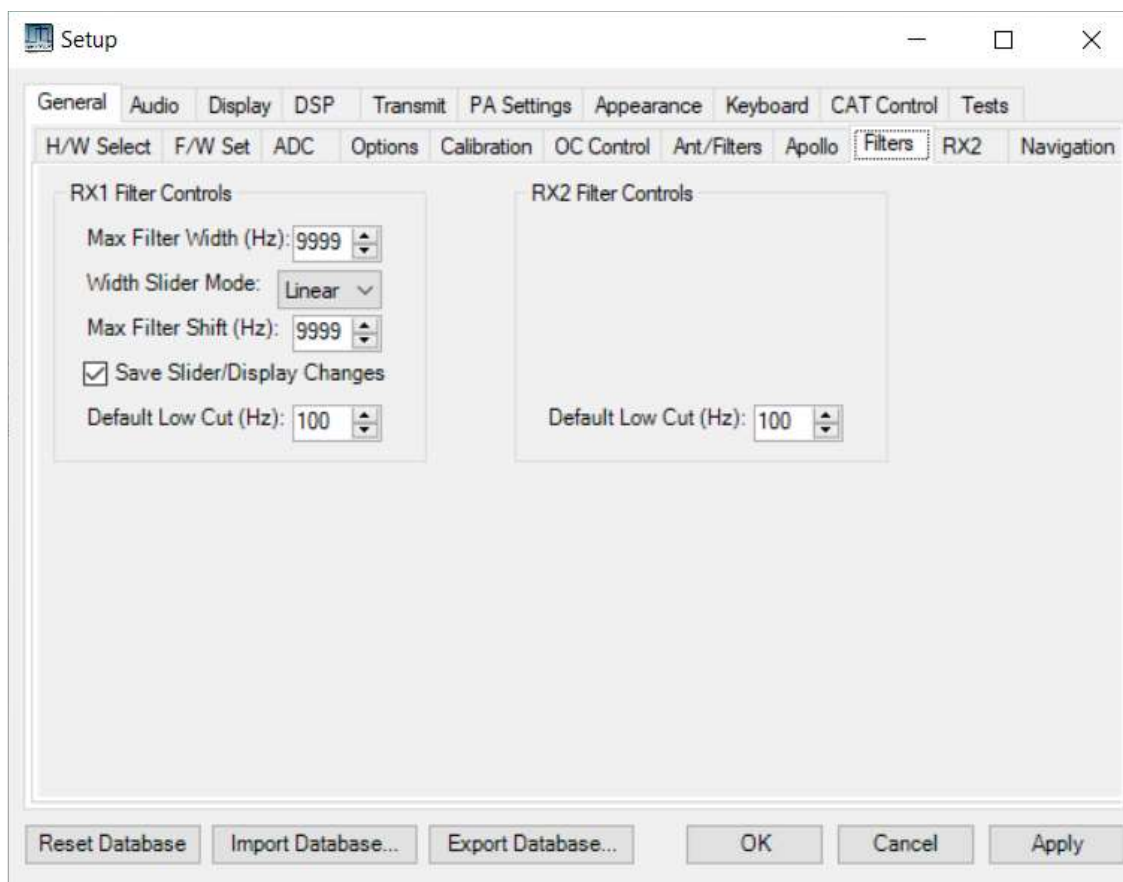 Setup
General Audio Display DSP Transmit PA Settings Appearance Keyboard CAT Control Tests
H/W Select F/W Set ADC Options Calibration OC Control Ant/Filters Apollo Filters RX2 Navigation
RX1 Filter Controls
Max Filter Width (Hz): 9999
Width Slider Mode: Linear
Max Filter Shift (Hz): 9999
Save Slider/Display Changes
Default Low Cut (Hz): 100
RX2 Filter Controls
Default Low Cut (Hz): 100
Reset Database Import Database... Export Database... OK Cancel Apply